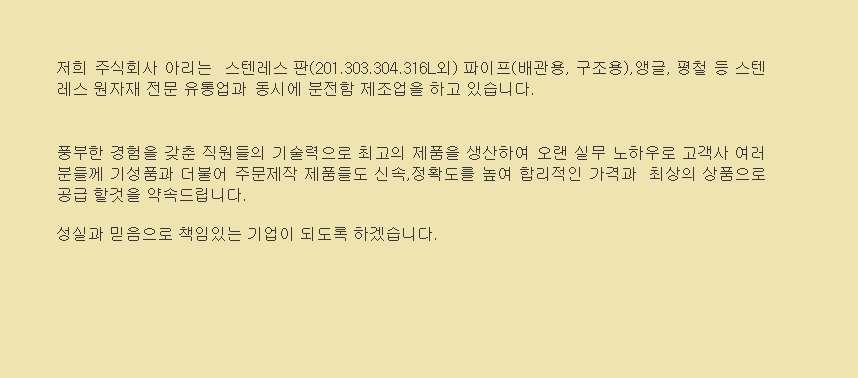 저희 주식회사 아리는 스텐레스 판(201.303.304.316L외) 파이프(배관용, 구조용),앵글, 평철 등 스텐
레스 원자재 전문 유통업과 동시에 분전함 제조업을 하고 있습니다.
풍부한 경험을 갖춘 직원들의 기술력으로 최고의 제품을 생산하여 오랜 실무 노하우로 고객사 여러
분들께 기성품과 더불어 주문제작 제품들도 신속,정확도를 높여 합리적인 가격과 최상의 상품으로
공급 할것을 약속드립니다.
성실과 믿음으로 책임있는 기업이 되도록 하겠습니다.